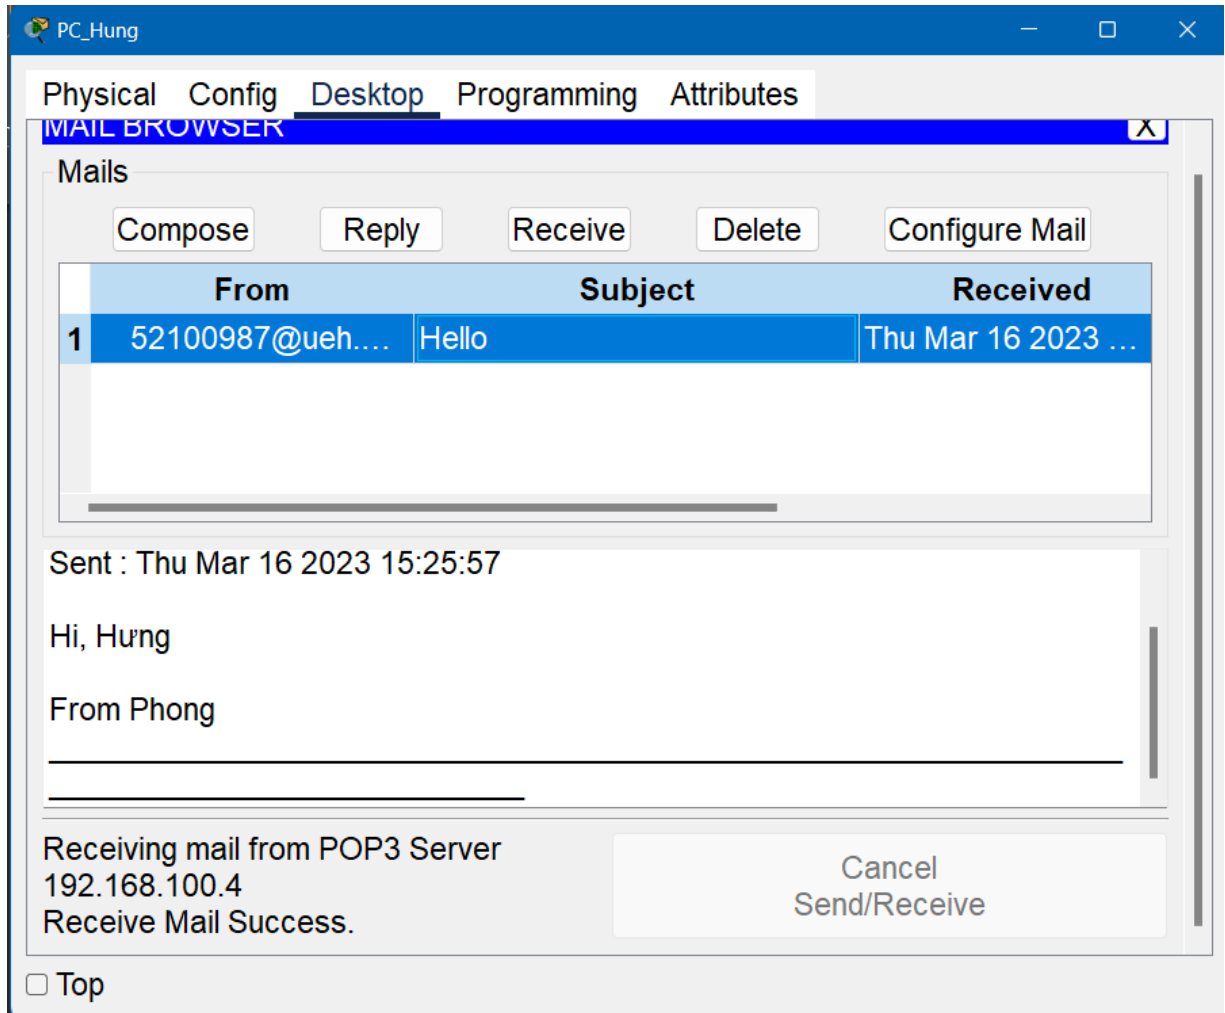 PC_Hung
Physical Config Desktop Programming Attributes
MAIL BROWSER X
Mails
Compose Reply Receive Delete Configure Mail
From Subject Received
1 52100987@ueh.... Hello Thu Mar 16 2023 ...
Sent : Thu Mar 16 2023 15:25:57
Hi, Hưng
From Phong
Receiving mail from POP3 Server
192.168.100.4
Receive Mail Success.
Cancel
Send/Receive
Top